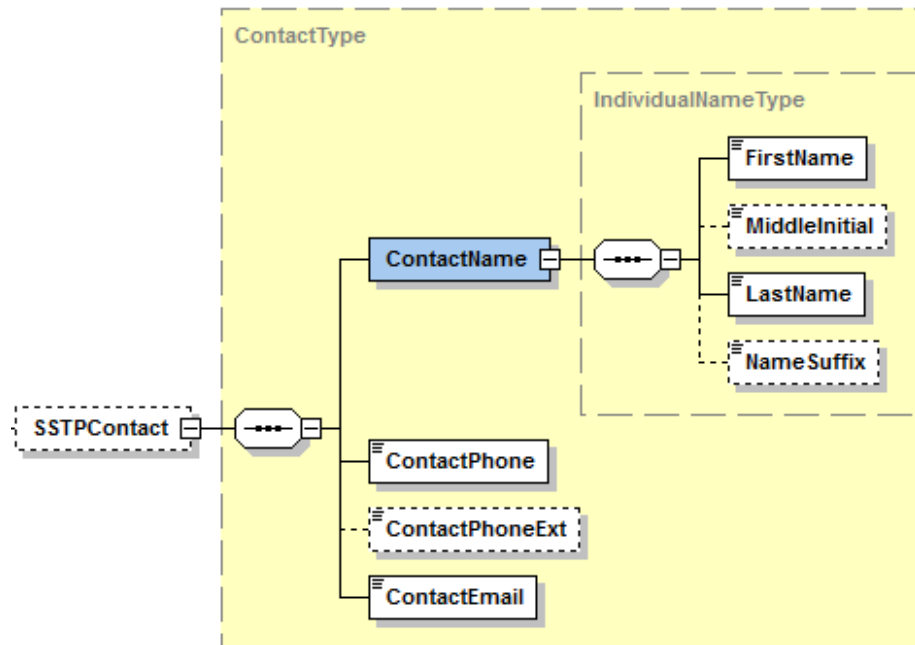 ContactType
IndividualNameType
FirstName
MiddleInitial
ContactName
LastName
NameSuffix
SSTPContact
ContactPhone
ContactPhoneExt
ContactEmail